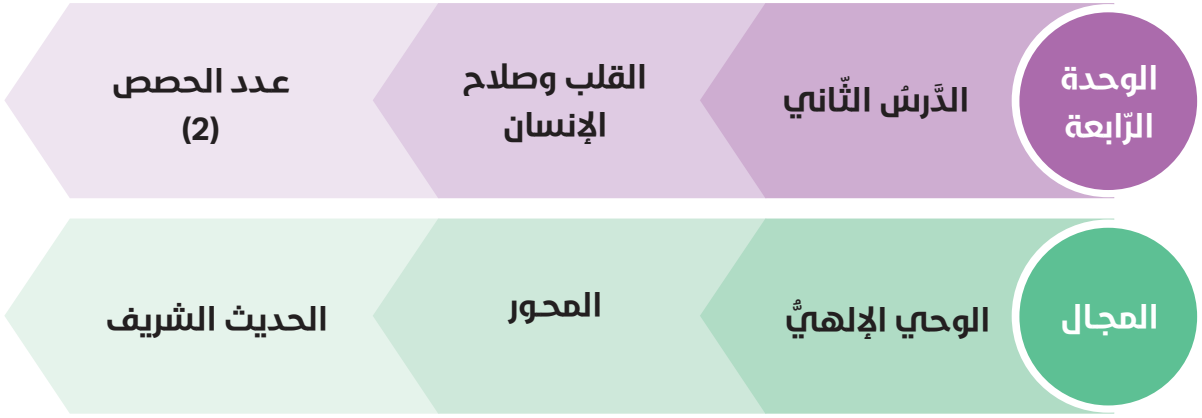 الوحدة
الرّابعة
الدَّرسُ الثّاني
القلب وصلاح
الإنسان
عدد الحصص
(2)
المجال
الوحي الإلهيُّ
المحور
الحديث الشريف